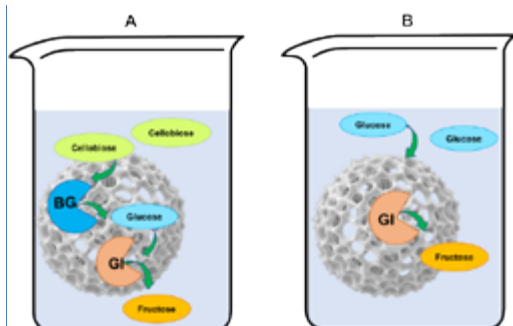 A
Cellobiose
Cellobiose
BG
Glucose
GI
Fructose
B
Glucose
Glucose
GI
Fructose